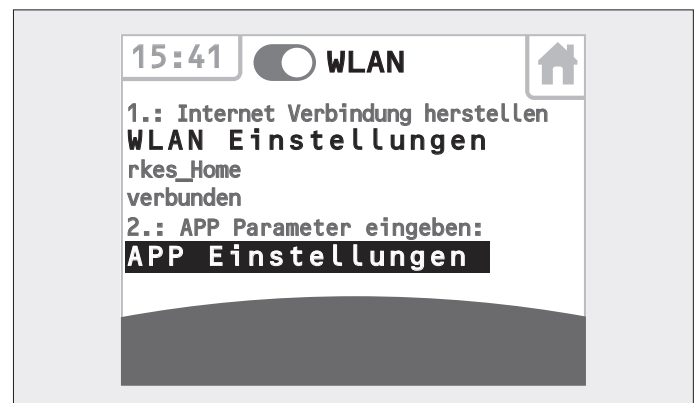 15:41 WLAN
1.: Internet Verbindung herstellen
WLAN Einstellungen
rkes_Home
verbunden
2.: APP Parameter eingeben:
APP Einstellungen